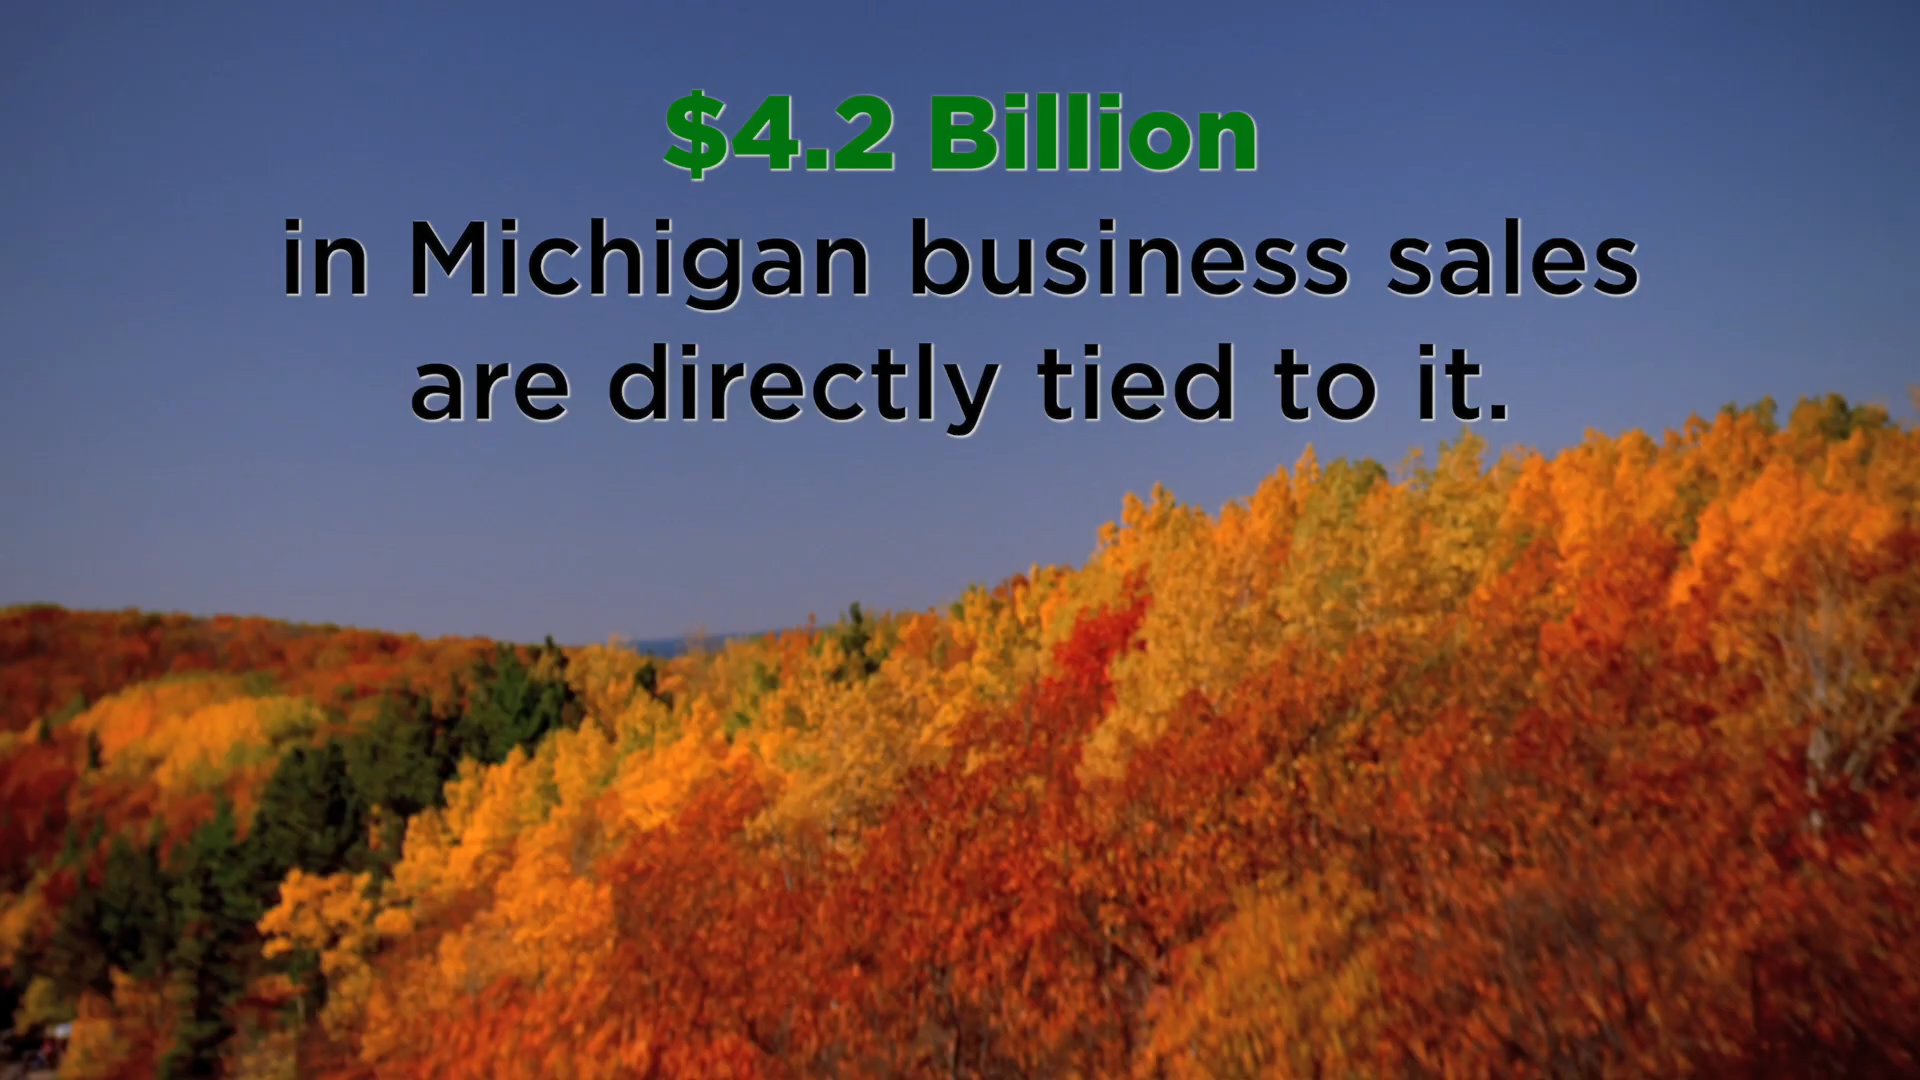 $4.2 Billion
in Michigan business sales
are directly tied to it.